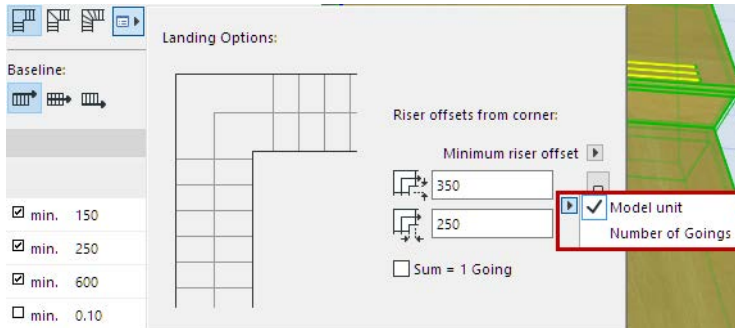 Landing Options:
Baseline:
Riser offsets from corner:
Minimum riser offset
350
250
Model unit
Number of Goings
Sum = 1 Going
min. 150
min. 250
min. 600
min. 0.10